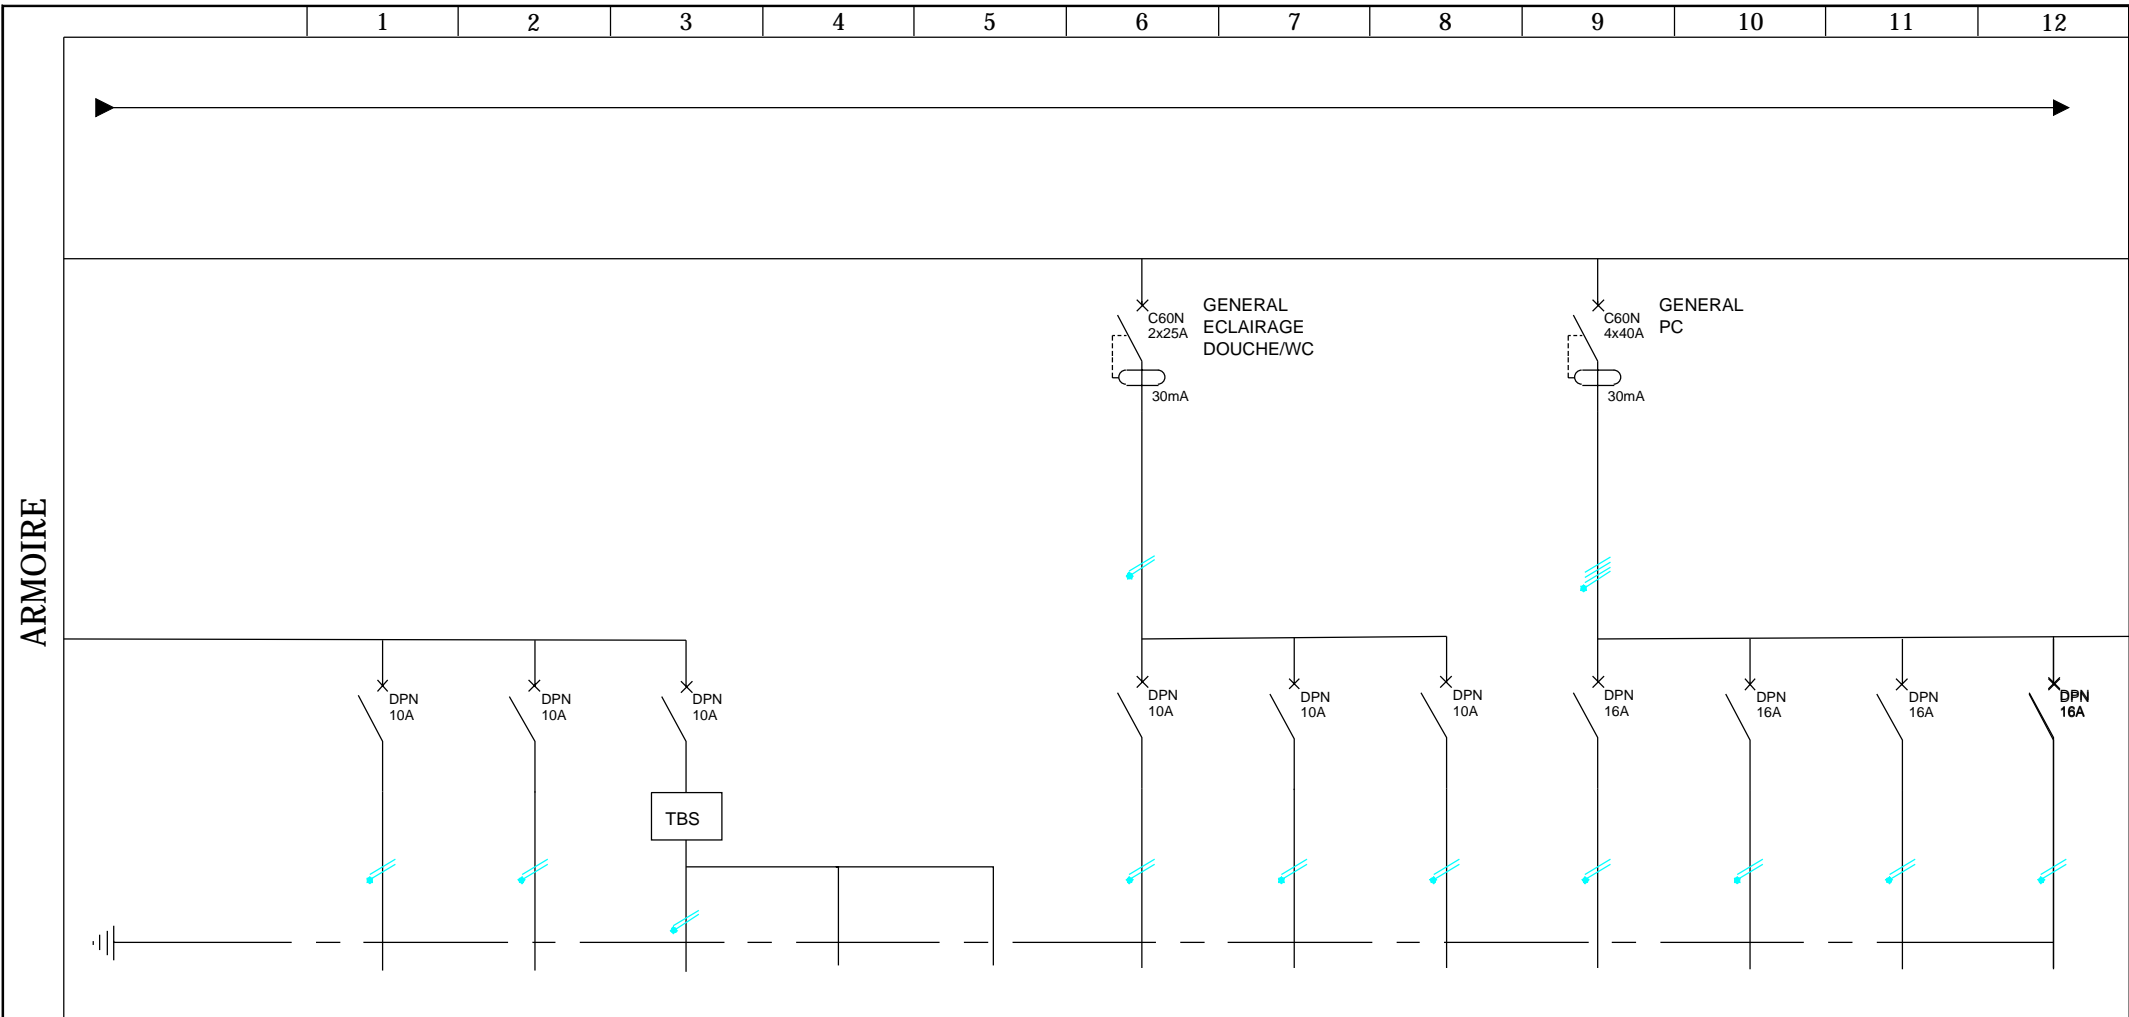 1 2 3 4 5 6 7 8 9 10 11 12
ARMOIRE
C60N
2x25A
30mA
GENERAL
ECLAIRAGE
DOUCHE/WC
C60N
4x40A
30mA
GENERAL
PC
DPN
10A
DPN
10A
DPN
10A
TBS
DPN
10A
DPN
10A
DPN
10A
DPN
16A
DPN
16A
DPN
16A
DPN
16A